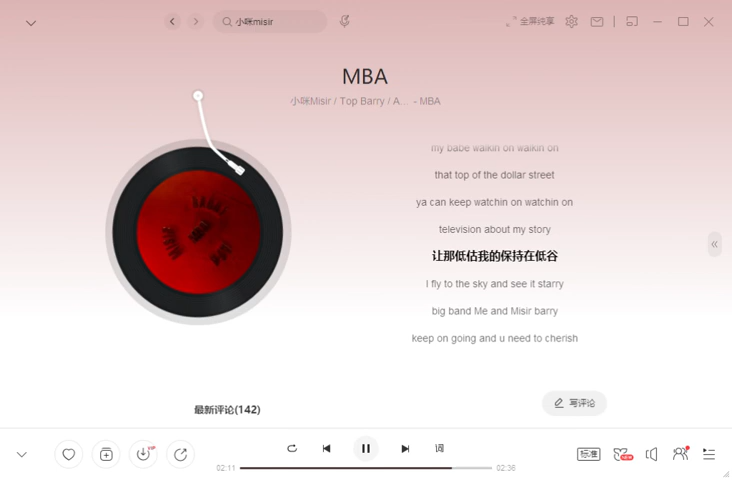 小咪misir
全屏纯享
MBA
小咪Misir / Top Barry / A... - MBA
my babe walkin on walkin on
that top of the dollar street
ya can keep watchin on watchin on
television about my story
让那低估我的保持在低谷
I fly to the sky and see it starry
big band Me and Misir barry
keep on going and u need to cherish
最新评论(142)
写评论
VIP
词
标准
NEW
02:11
02:36